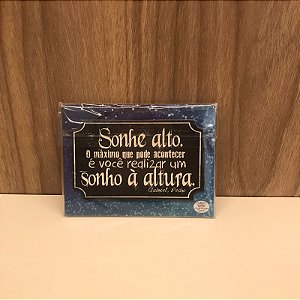 Sonhe alto.
O máximo que pode acontecer
é você realizar um
sonho à altura.